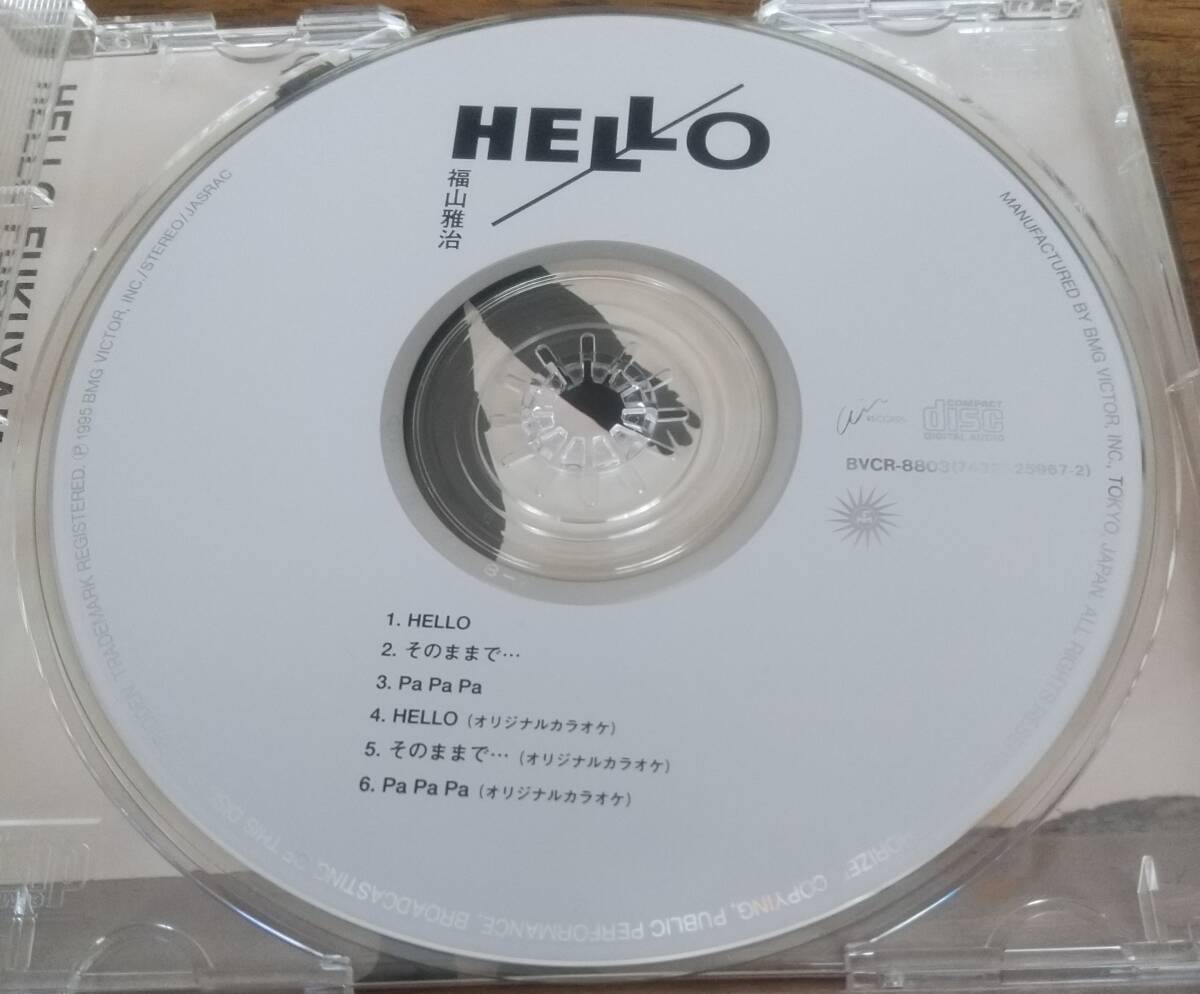 HELLO
福山雅治
COMPACT
disc
DIGITAL AUDIO
RECORDS
BVCR-8803
1. HELLO
2. そのままで…
3. Pa Pa Pa
4. HELLO (オリジナルカラオケ)
5. そのままで… (オリジナルカラオケ)
6. Pa Pa Pa (オリジナルカラオケ)
MANUFACTURED BY BMG VICTOR, INC., TOKYO, JAPAN ALL RIGHTS
COPYING, PUBLIC PERFORMANCE, BROADCASTING OF THIS
TRADEMARK REGISTERED. Ⓟ 1995 BMG VICTOR, INC./STEREO/JASRAC